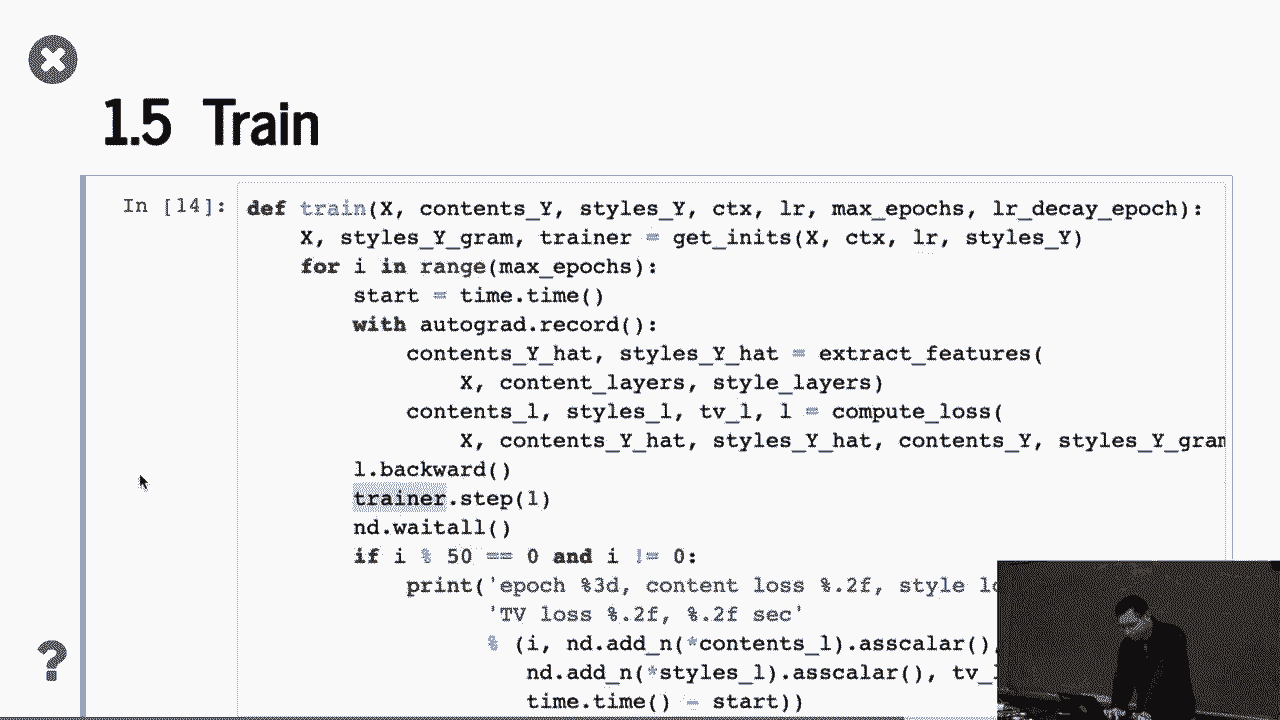 1.5 Train
In [14]:
def train(X, contents_Y, styles_Y, ctx, lr, max_epochs, lr_decay_epoch):
X, styles_Y_gram, trainer = get_inits(X, ctx, lr, styles_Y)
for i in range(max_epochs):
start = time.time()
with autograd.record():
contents_Y_hat, styles_Y_hat = extract_features(
X, content_layers, style_layers)
contents_l, styles_l, tv_l, l = compute_loss(
X, contents_Y_hat, styles_Y_hat, contents_Y, styles_Y_gram
l.backward()
trainer.step(1)
nd.waitall()
if i % 50 == 0 and i != 0:
print('epoch %3d, content loss %.2f, style lo
'TV loss %.2f, %.2f sec'
% (i, nd.add_n(*contents_l).asscalar(),
nd.add_n(*styles_l).asscalar(), tv_l
time.time() - start))
?